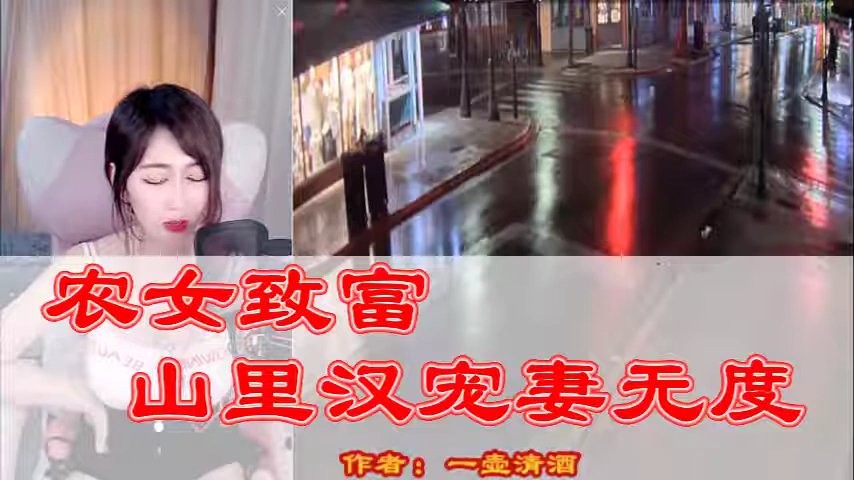 农女致富
山里汉宠妻无度
作者：一壶清酒